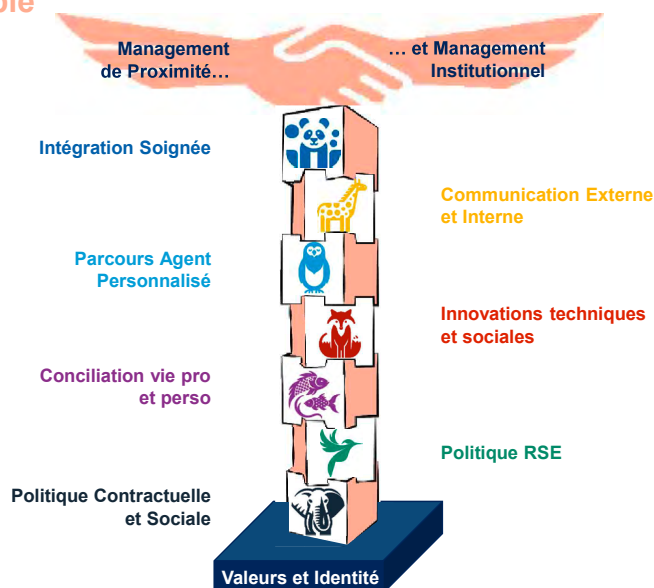 Management
de Proximité…
… et Management
Institutionnel
Intégration Soignée
Communication Externe
et Interne
Parcours Agent
Personnalisé
Innovations techniques
et sociales
Conciliation vie pro
et perso
Politique RSE
Politique Contractuelle
et Sociale
Valeurs et Identité